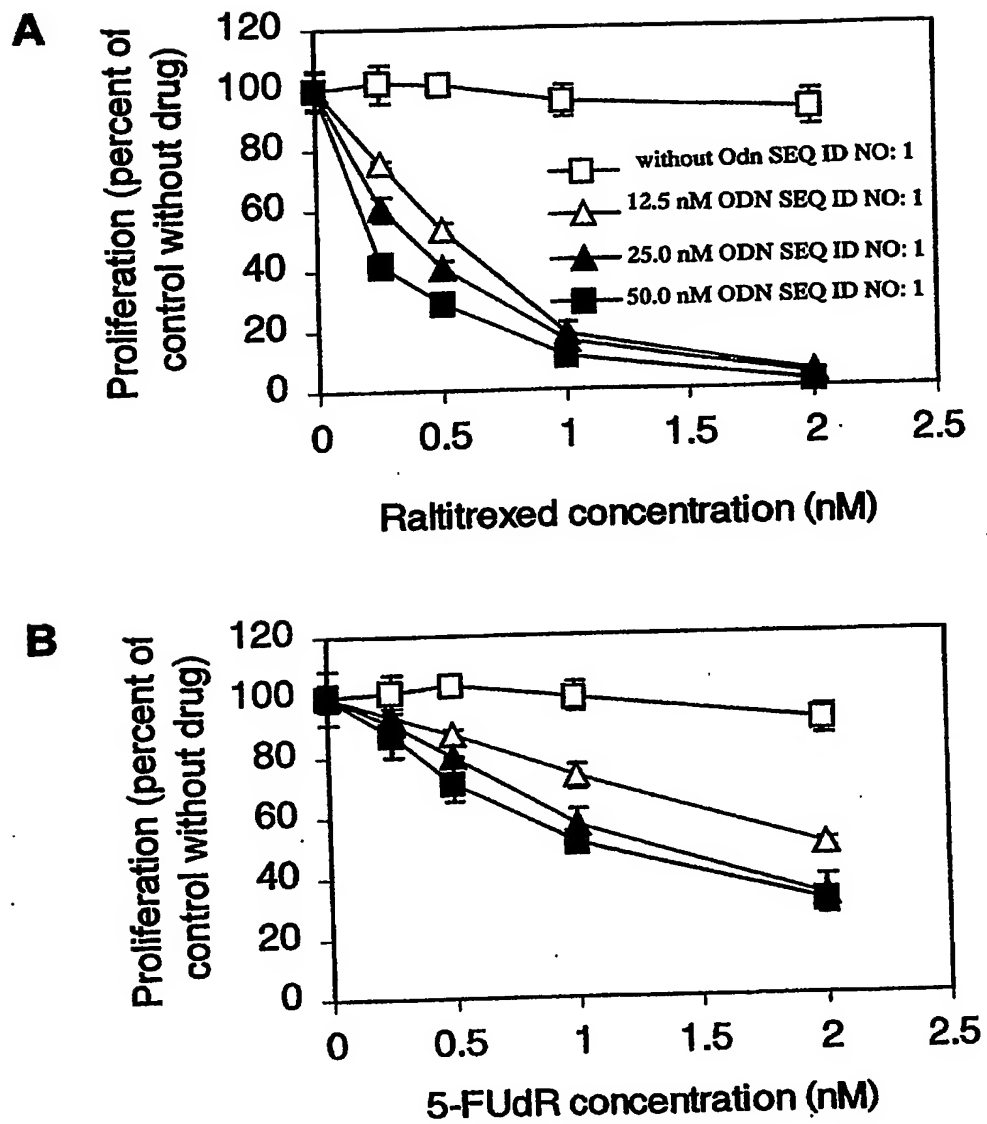 A
Proliferation (percent of
control without drug)
120
100
80
60
40
20
0
without Odn SEQ ID NO: 1
12.5 nM ODN SEQ ID NO: 1
25.0 nM ODN SEQ ID NO: 1
50.0 nM ODN SEQ ID NO: 1
0 0.5 1 1.5 2 2.5
Raltitrexed concentration (nM)
B
Proliferation (percent of
control without drug)
120
100
80
60
40
20
0
0 0.5 1 1.5 2 2.5
5-FUdR concentration (nM)